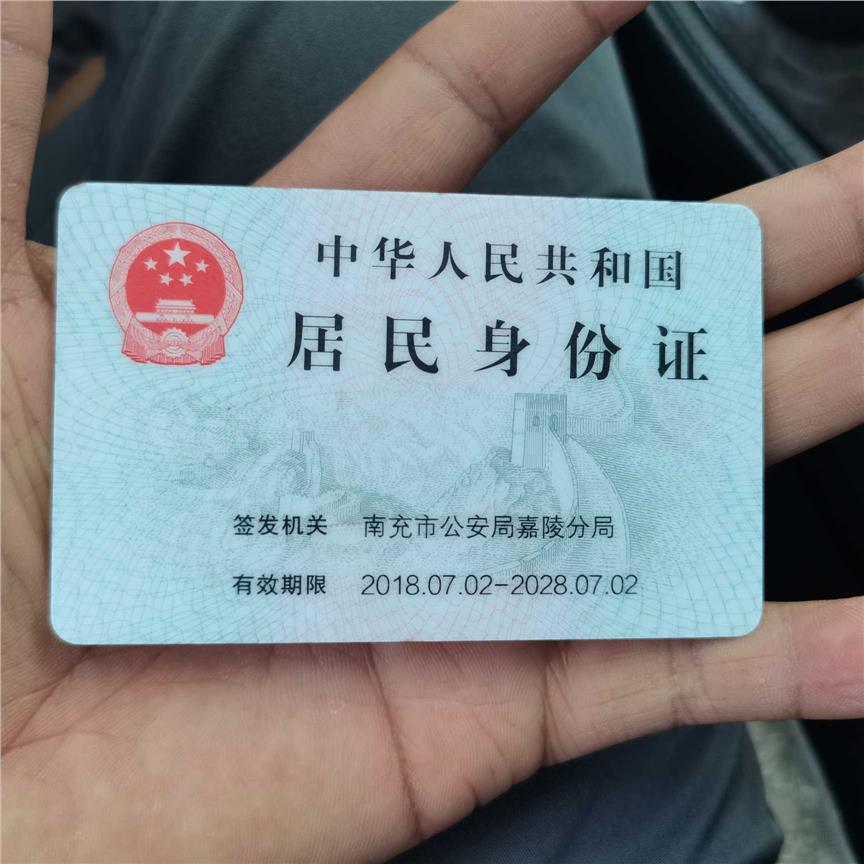 中华人民共和国
居民身份证
签发机关 南充市公安局嘉陵分局
有效期限 2018.07.02-2028.07.02